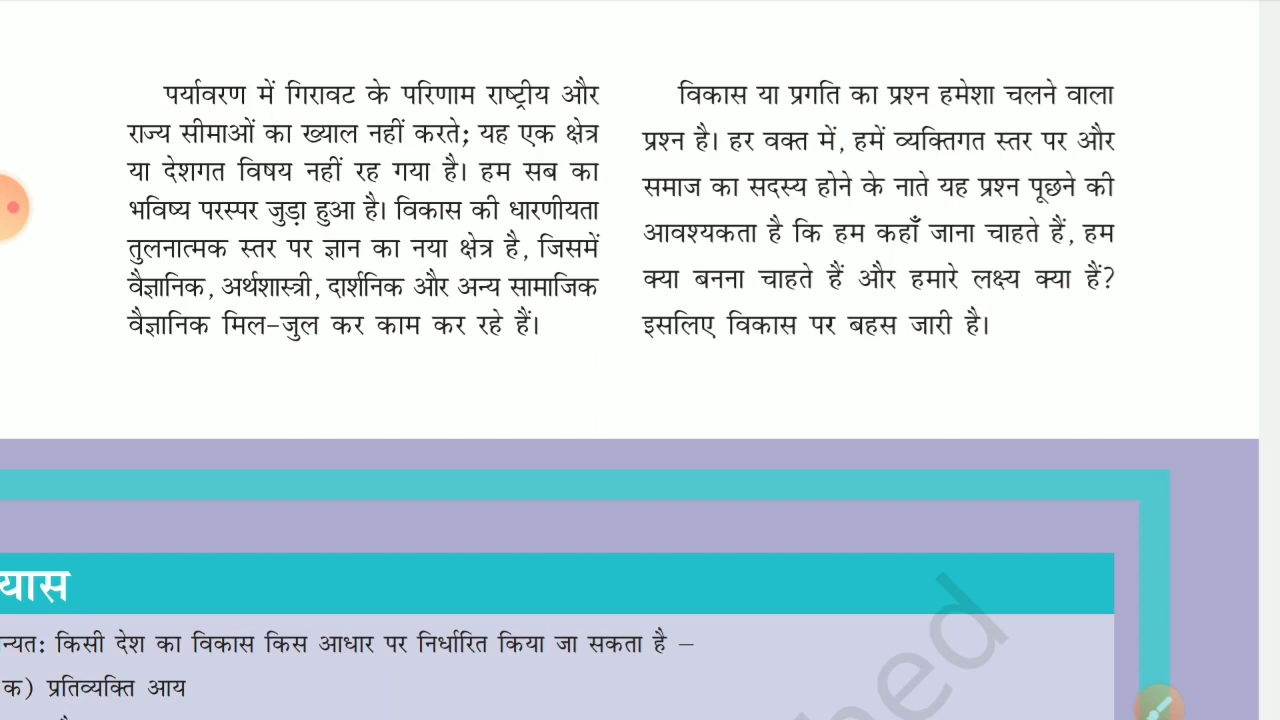 पर्यावरण में गिरावट के परिणाम राष्ट्रीय और
राज्य सीमाओं का ख्याल नहीं करते; यह एक क्षेत्र
या देशगत विषय नहीं रह गया है। हम सब का
भविष्य परस्पर जुड़ा हुआ है। विकास की धारणीयता
तुलनात्मक स्तर पर ज्ञान का नया क्षेत्र है, जिसमें
वैज्ञानिक, अर्थशास्त्री, दार्शनिक और अन्य सामाजिक
वैज्ञानिक मिल-जुल कर काम कर रहे हैं।
विकास या प्रगति का प्रश्न हमेशा चलने वाला
प्रश्न है। हर वक्त में, हमें व्यक्तिगत स्तर पर और
समाज का सदस्य होने के नाते यह प्रश्न पूछने की
आवश्यकता है कि हम कहाँ जाना चाहते हैं, हम
क्या बनना चाहते हैं और हमारे लक्ष्य क्या हैं?
इसलिए विकास पर बहस जारी है।
यास
न्यत: किसी देश का विकास किस आधार पर निर्धारित किया जा सकता है –
क) प्रतिव्यक्ति आय
hed